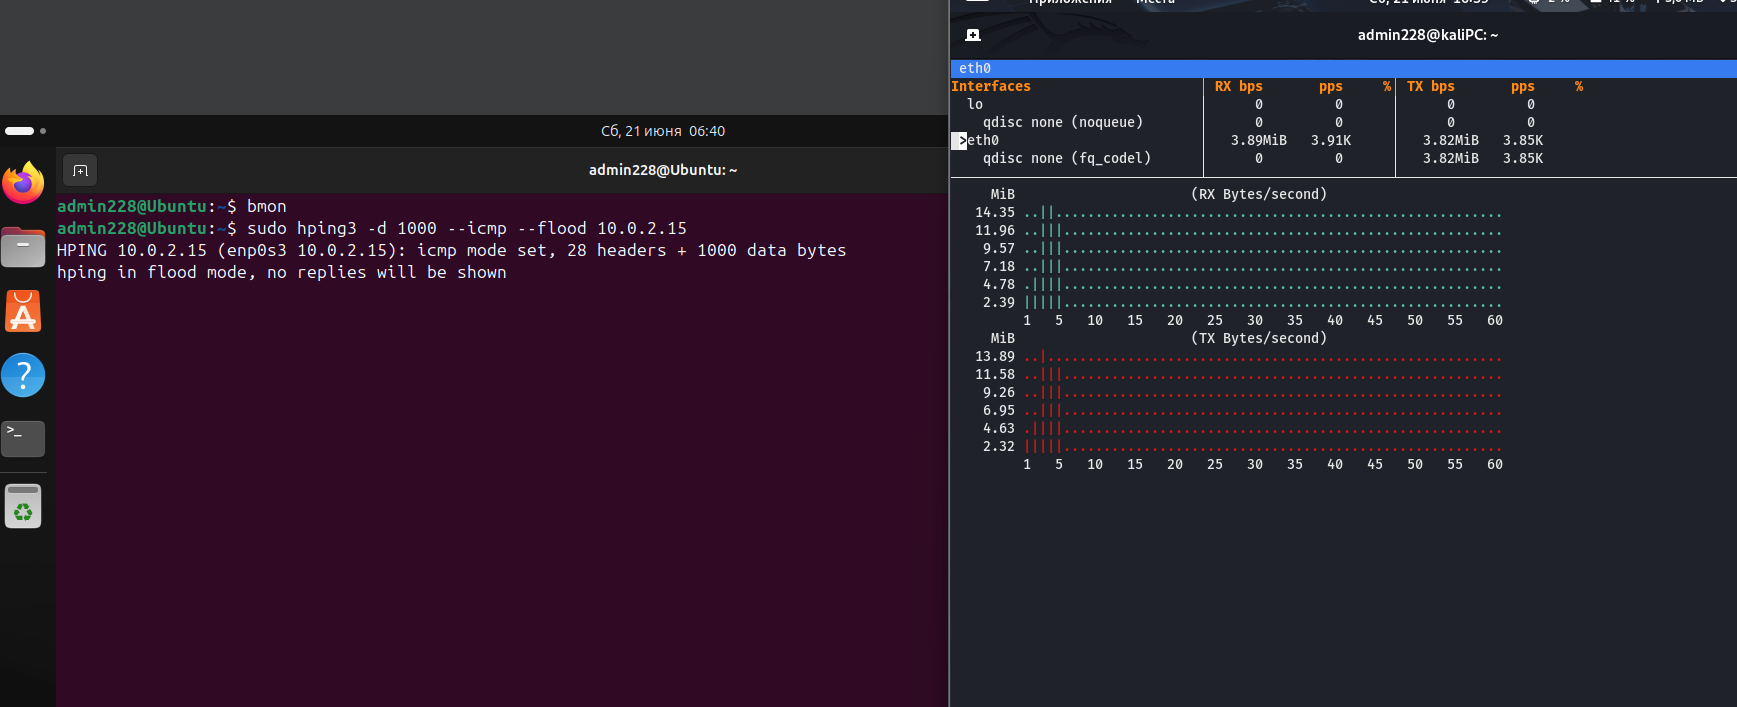 Сб, 21 июня 06:40
admin228@Ubuntu: ~
admin228@Ubuntu:~$ bmon
admin228@Ubuntu:~$ sudo hping3 -d 1000 --icmp --flood 10.0.2.15
HPING 10.0.2.15 (enp0s3 10.0.2.15): icmp mode set, 28 headers + 1000 data bytes
hping in flood mode, no replies will be shown
Приложения Места Сб, 21 июня
admin228@kaliPC: ~
eth0
Interfaces RX bps pps % TX bps pps %
lo 0 0 0 0
qdisc none (noqueue) 0 0 0 0
>eth0 3.89MiB 3.91K 3.82MiB 3.85K
qdisc none (fq_codel) 0 0 3.82MiB 3.85K
MiB (RX Bytes/second)
14.35 ..||........................................................
11.96 ..|||.......................................................
9.57 ..|||.......................................................
7.18 ..|||.......................................................
4.78 .||||.......................................................
2.39 |||||.......................................................
1 5 10 15 20 25 30 35 40 45 50 55 60
MiB (TX Bytes/second)
13.89 ..|.........................................................
11.58 ..|||.......................................................
9.26 ..|||.......................................................
6.95 ..|||.......................................................
4.63 .||||.......................................................
2.32 |||||.......................................................
1 5 10 15 20 25 30 35 40 45 50 55 60